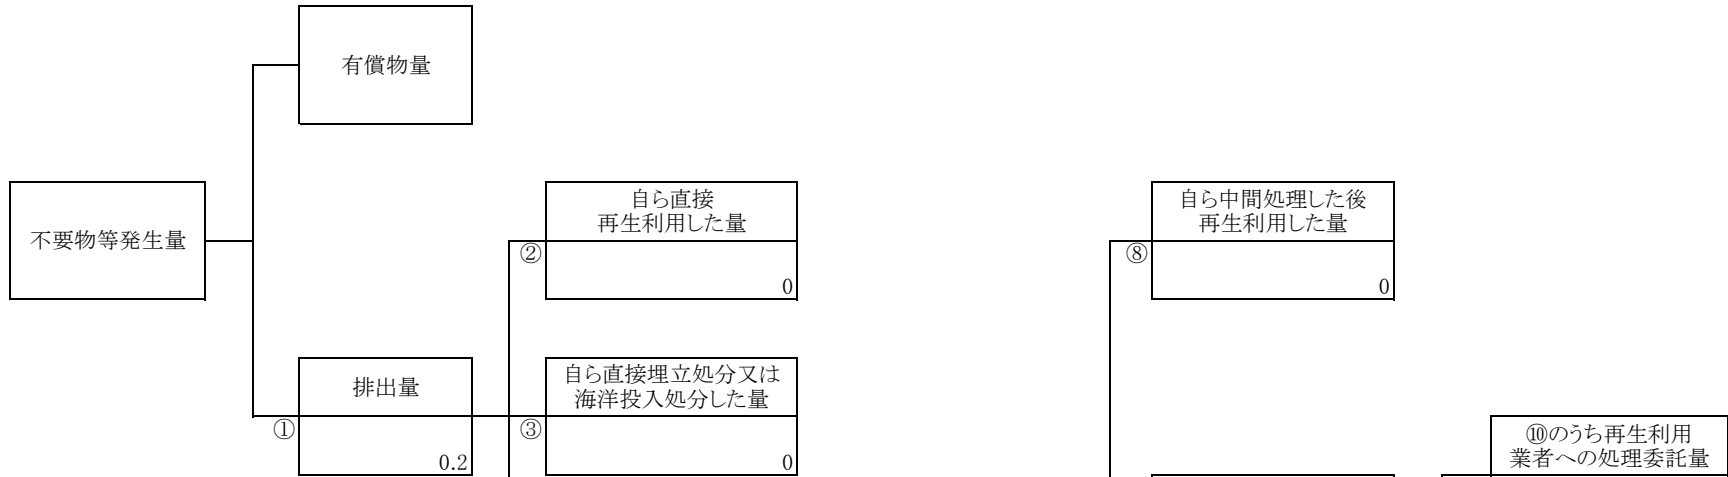 有償物量
不要物等発生量
自ら直接
再生利用した量
②
0
自ら中間処理した後
再生利用した量
⑧
0
排出量
①
0.2
自ら直接埋立処分又は
海洋投入処分した量
③
0
⑩のうち再生利用
業者への処理委託量